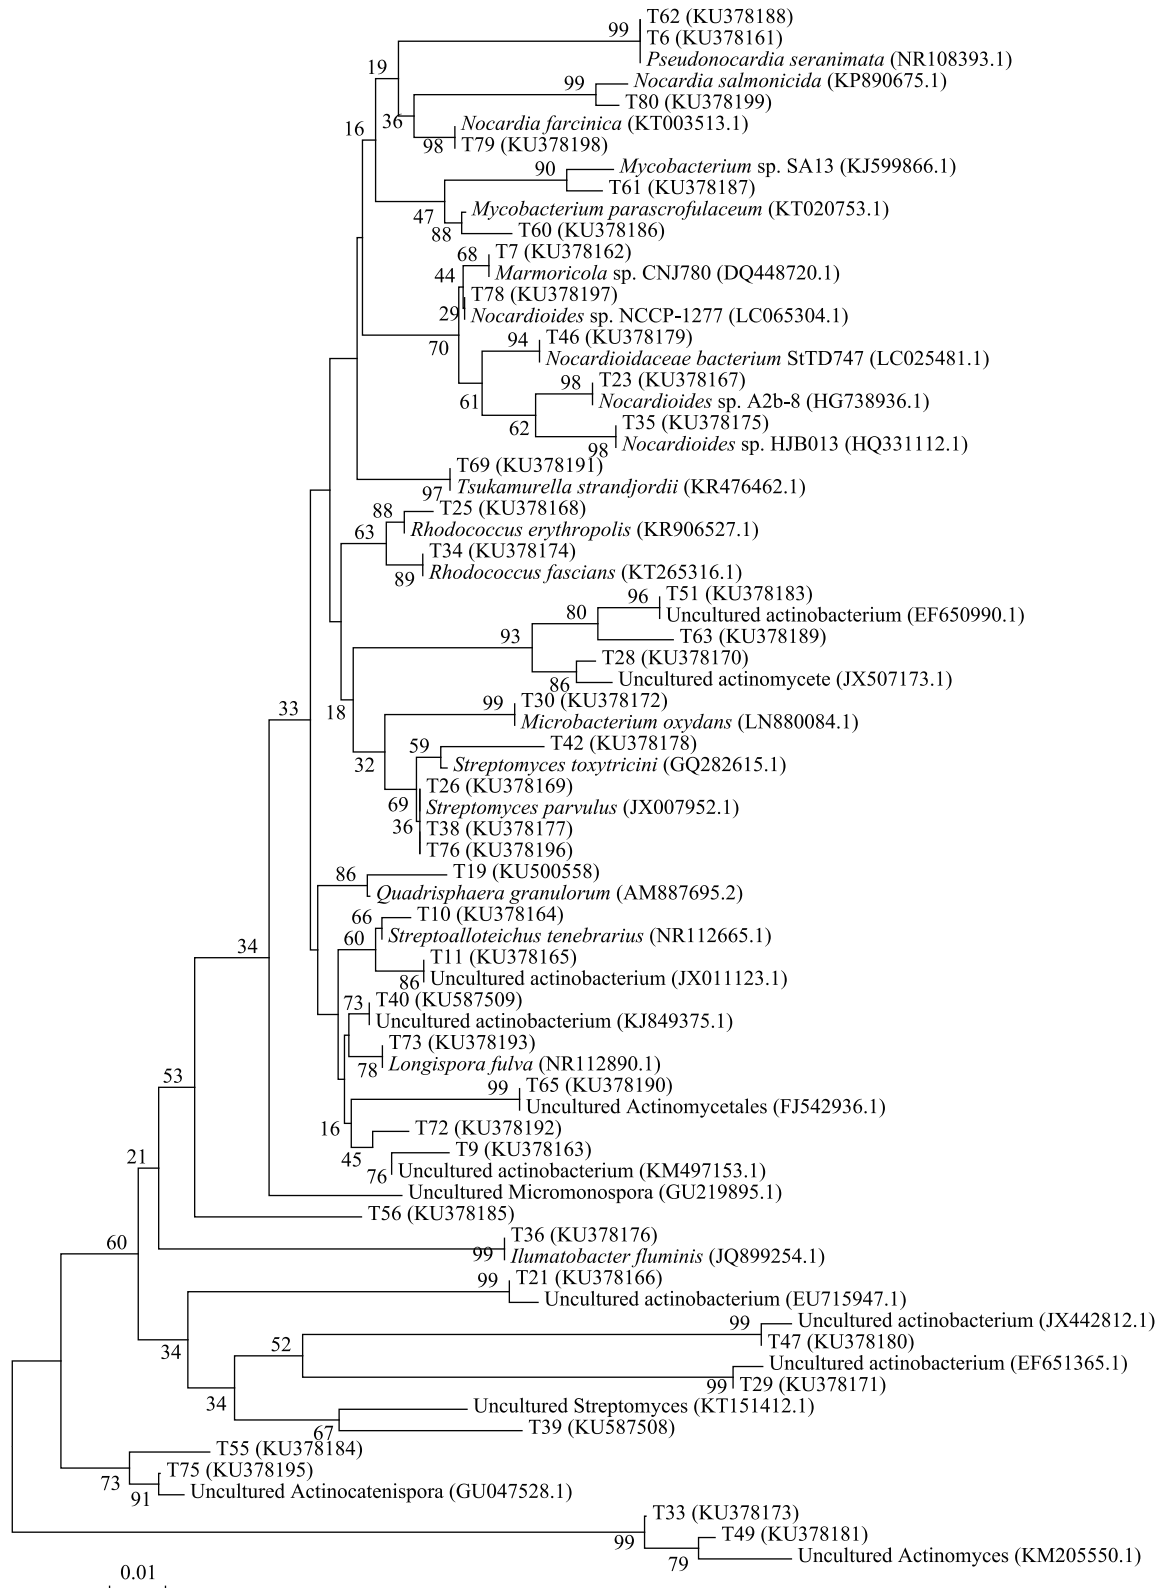 T62 (KU378188)
99
T6 (KU378161)
Pseudonocardia seranimata (NR108393.1)
19
Nocardia salmonicida (KP890675.1)
99
T80 (KU378199)
36
Nocardia farcinica (KT003513.1)
16
98 T79 (KU378198)
Mycobacterium sp. SA13 (KJ599866.1)
90
T61 (KU378187)
47
Mycobacterium parascrofulaceum (KT020753.1)
88
T60 (KU378186)
68 T7 (KU378162)
44
Marmoricola sp. CNJ780 (DQ448720.1)
T78 (KU378197)
29
Nocardioides sp. NCCP-1277 (LC065304.1)
70
94 T46 (KU378179)
Nocardioidaceae bacterium StTD747 (LC025481.1)
98 T23 (KU378167)
61
Nocardioides sp. A2b-8 (HG738936.1)
62
T35 (KU378175)
98 Nocardioides sp. HJB013 (HQ331112.1)
T69 (KU378191)
97 Tsukamurella strandjordii (KR476462.1)
88 T25 (KU378168)
63
Rhodococcus erythropolis (KR906527.1)
T34 (KU378174)
89 Rhodococcus fascians (KT265316.1)
96 T51 (KU378183)
80
Uncultured actinobacterium (EF650990.1)
93
T63 (KU378189)
T28 (KU378170)
86 Uncultured actinomycete (JX507173.1)
99 T30 (KU378172)
33
18
Microbacterium oxydans (LN880084.1)
59 T42 (KU378178)
32
Streptomyces toxytricini (GQ282615.1)
T26 (KU378169)
69
Streptomyces parvulus (JX007952.1)
36
T38 (KU378177)
T76 (KU378196)
86 T19 (KU500558)
Quadrisphaera granulorum (AM887695.2)
66 T10 (KU378164)
60
Streptoalloteichus tenebrarius (NR112665.1)
34
T11 (KU378165)
86 Uncultured actinobacterium (JX011123.1)
73 T40 (KU587509)
Uncultured actinobacterium (KJ849375.1)
T73 (KU378193)
78 Longispora fulva (NR112890.1)
53
99 T65 (KU378190)
Uncultured Actinomycetales (FJ542936.1)
16
T72 (KU378192)
45
T9 (KU378163)
21
76 Uncultured actinobacterium (KM497153.1)
Uncultured Micromonospora (GU219895.1)
T56 (KU378185)
60
T36 (KU378176)
99 Ilumatobacter fluminis (JQ899254.1)
99 T21 (KU378166)
Uncultured actinobacterium (EU715947.1)
99 Uncultured actinobacterium (JX442812.1)
34
52
T47 (KU378180)
Uncultured actinobacterium (EF651365.1)
99 T29 (KU378171)
34
Uncultured Streptomyces (KT151412.1)
67
T39 (KU587508)
T55 (KU378184)
73
T75 (KU378195)
91
Uncultured Actinocatenispora (GU047528.1)
T33 (KU378173)
99
T49 (KU378181)
79
Uncultured Actinomyces (KM205550.1)
0.01